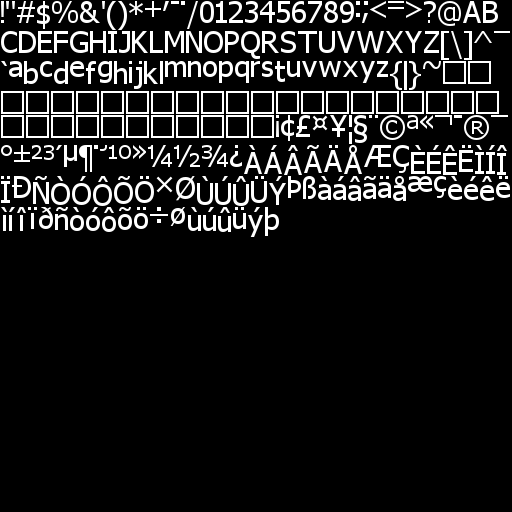 !"#$%&'()*+,-./0123456789:;<=>?@AB
CDEFGHIJKLMNOPQRSTUVWXYZ[\]^_
`abcdefghijklmnopqrstuvwxyz{|}~□□
□□□□□□□□□□□□□□□□□□□□
□□□□□□□□□□□¡¢£¤¥¦§¨©ª«¬-®¯
°±²³´µ¶·¸¹º»¼½¾¿ÀÁÂÃÄÅÆÇÈÉÊËÌÍÎ
ÏÐÑÒÓÔÕÖ×ØÙÚÛÜÝÞßàáâãäåæçèéêë
ìíîïðñòóôõö÷øùúûüýþ